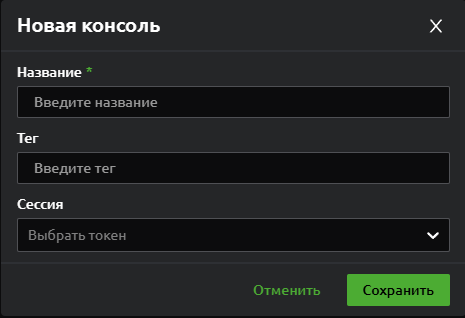 Новая консоль
Название *
Введите название
Тег
Введите тег
Сессия
Выбрать токен
Отменить
Сохранить